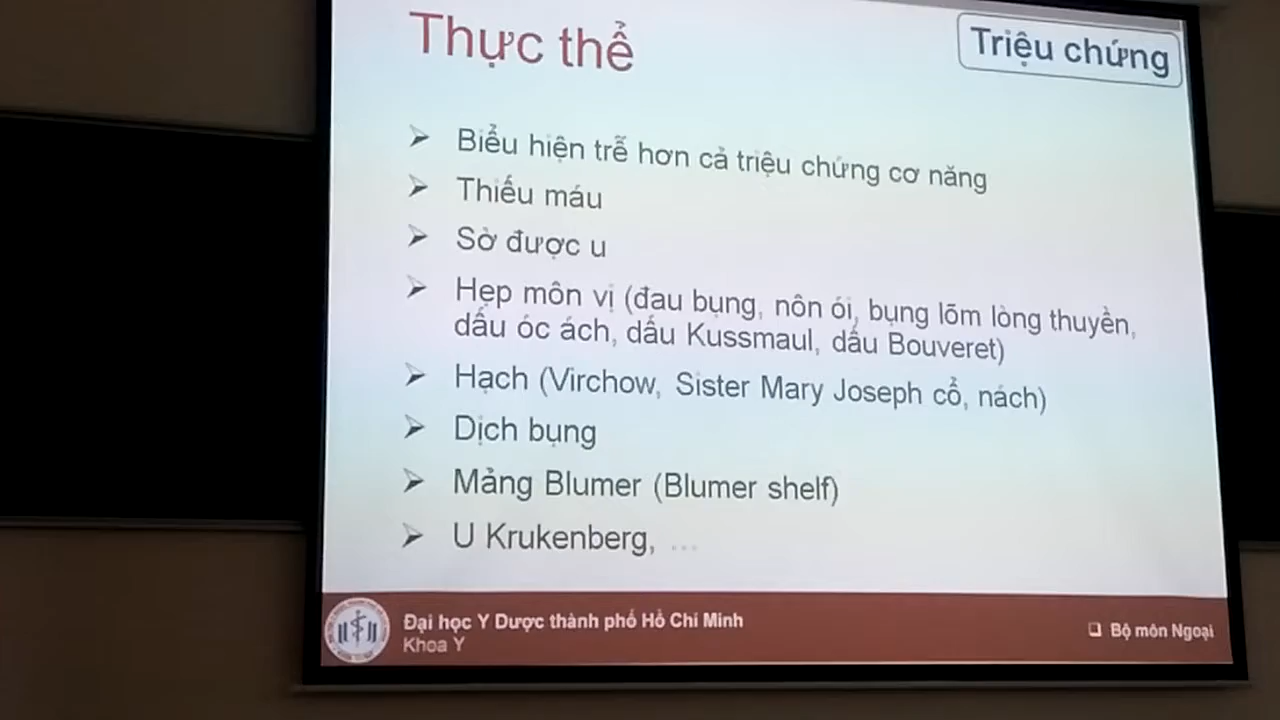 Thực thể
Triệu chứng
Biểu hiện trễ hơn cả triệu chứng cơ năng
Thiếu máu
Sờ được u
Hẹp môn vị (đau bụng, nôn ói, bụng lõm lòng thuyền,
dấu óc ách, dấu Kussmaul, dấu Bouveret)
Hạch (Virchow, Sister Mary Joseph cổ, nách)
Dịch bụng
Mảng Blumer (Blumer shelf)
U Krukenberg, ...
Đại học Y Dược thành phố Hồ Chí Minh
Khoa Y
Bộ môn Ngoại